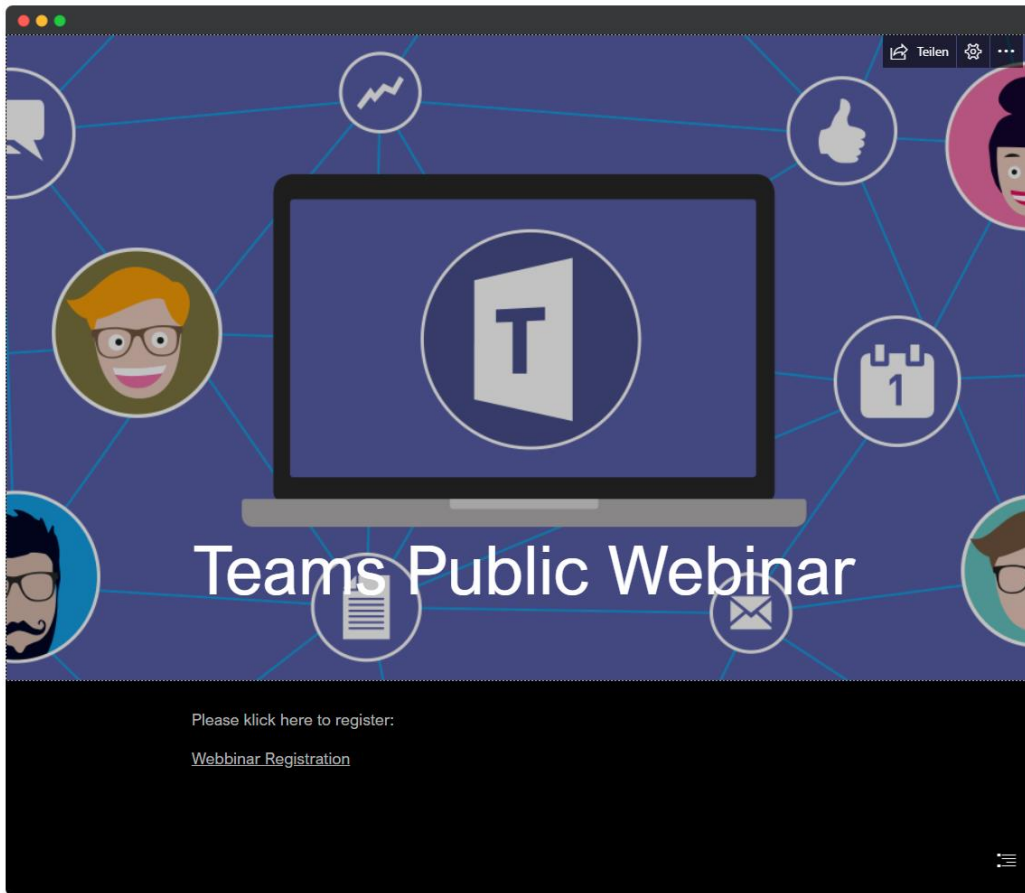 Teilen
T
1
Teams Public Webinar
Please klick here to register:
Webbinar Registration